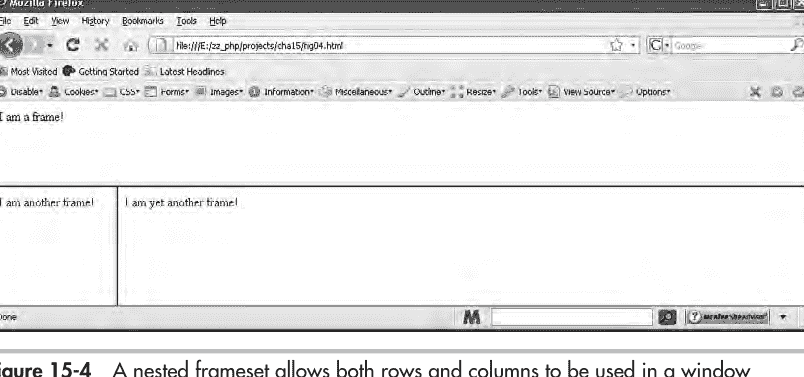 Mozilla Firefox
File Edit View History Bookmarks Tools Help
file:///E:/zz_php/projects/cha15/fig04.html
Google
Most Visited Getting Started Latest Headlines
Disable Cookies CSS Forms Images Information Miscellaneous Outline Resize Tools View Source Options
I am a frame!
I am another frame!
I am yet another frame!
Done
M
igure 15-4 A nested frameset allows both rows and columns to be used in a window